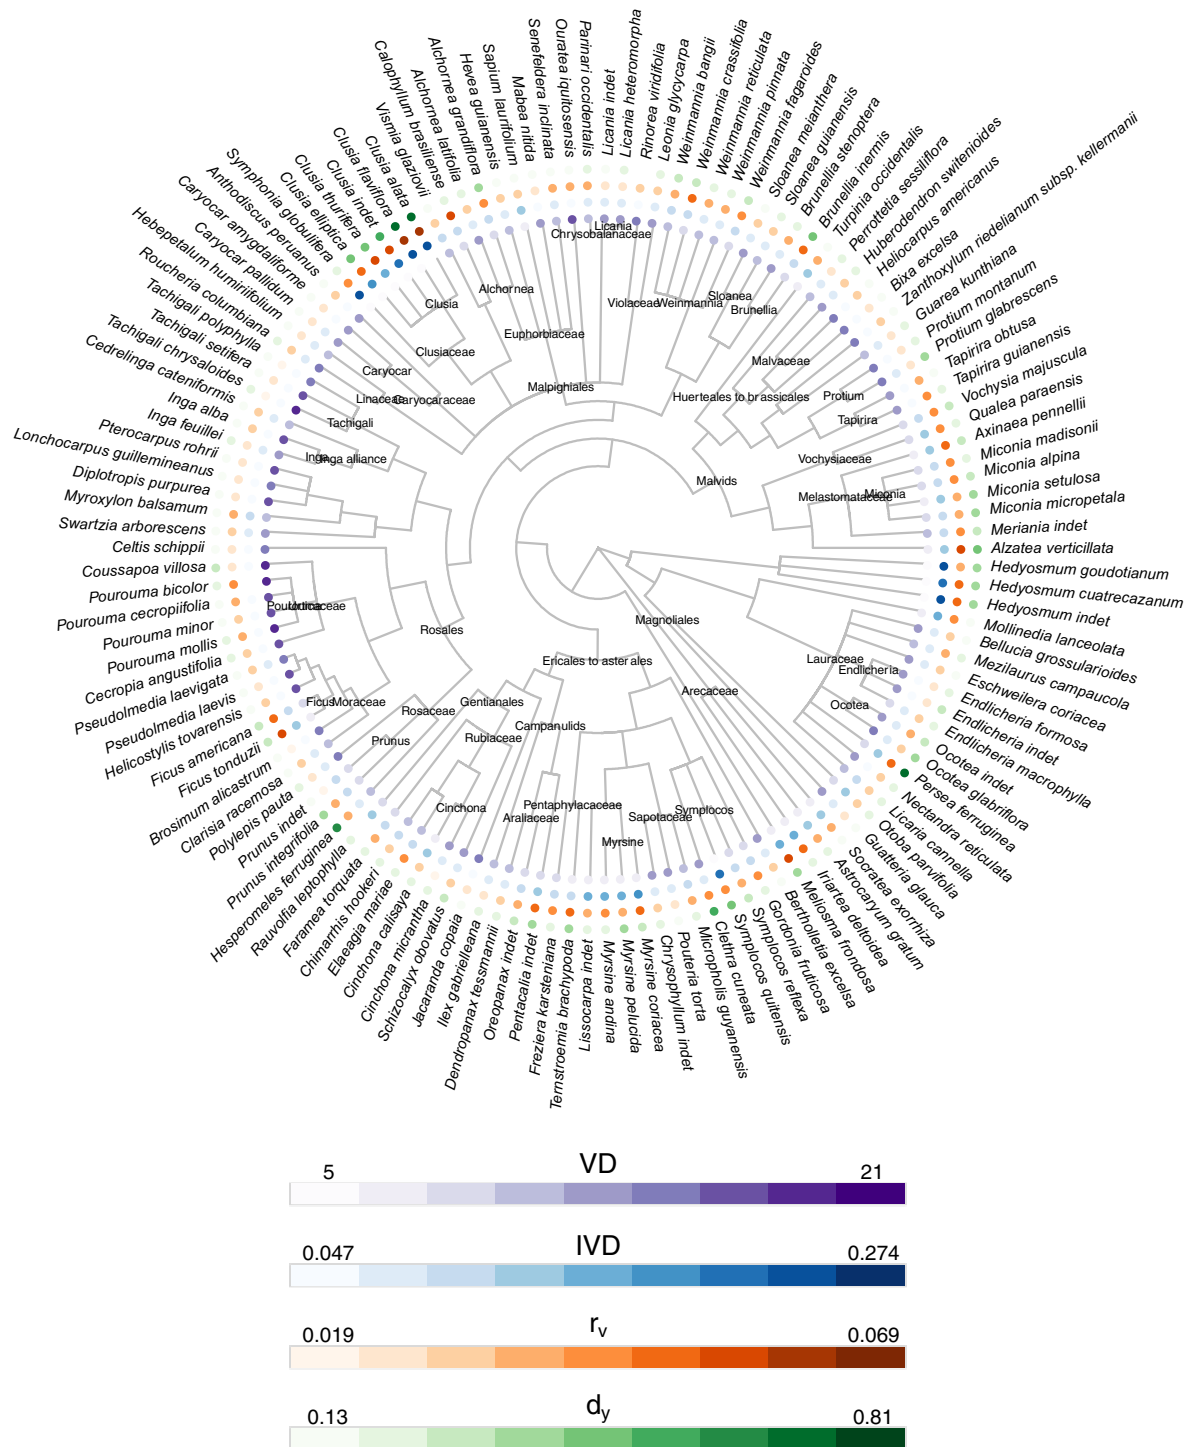 Parinari occidentalis
Licania indet
Licania heteromorpha
Rinorea viridifolia
Leonia glycycarpa
Weinmannia bangii
Weinmannia crassifolia
Weinmannia reticulata
Weinmannia pinnata
Weinmannia fagaroides
Sloanea meianthera
Sloanea guianensis
Brunellia stenoptera
Brunellia inermis
Turpinia occidentalis
Perrottetia sessiliflora
Huberodendron switenioides
Heliocarpus americanus
Bixa excelsa
Zanthoxylum riedelianum subsp. kellermanii
Guarea kunthiana
Protium montanum
Protium glabrescens
Tapirira obtusa
Tapirira guianensis
Vochysia majuscula
Qualea paraensis
Axinaea pennellii
Miconia madisonii
Miconia alpina
Miconia setulosa
Miconia micropetala
Meriania indet
Alzatea verticillata
Hedyosmum goudotianum
Hedyosmum cuatrecazanum
Hedyosmum indet
Mollinedia lanceolata
Bellucia grossularioides
Mezilaurus campaucola
Eschweilera coriacea
Endlicheria formosa
Endlicheria indet
Endlicheria macrophylla
Ocotea indet
Ocotea glabriflora
Persea ferruginea
Nectandra reticulata
Licaria cannella
Otoba parvifolia
Guatteria glauca
Socratea exorrhiza
Astrocaryum gratum
Iriartea deltoidea
Meliosma frondosa
Bertholletia excelsa
Gordonia fruticosa
Symplocos reflexa
Symplocos quitensis
Clethra cuneata
Micropholis guyanensis
Pouteria torta
Chrysophyllum indet
Myrsine coriacea
Myrsine pelucida
Myrsine andina
Lissocarpa indet
Ternstroemia brachypoda
Freziera karsteniana
Pentacalia indet
Oreopanax indet
Dendropanax tessmannii
Ilex gabrielleana
Jacaranda copaia
Schizocalyx obovatus
Cinchona micrantha
Cinchona calisaya
Elaeagia mariae
Chimarrhis hookeri
Faramea torquata
Rauvolfia leptophylla
Hesperomeles ferruginea
Prunus integrifolia
Prunus indet
Polylepis pauta
Clarisia racemosa
Brosimum alicastrum
Ficus tonduzii
Ficus americana
Helicostylis tovarensis
Pseudolmedia laevis
Pseudolmedia laevigata
Cecropia angustifolia
Pourouma mollis
Pourouma minor
Pourouma cecropiifolia
Pourouma bicolor
Coussapoa villosa
Celtis schippii
Swartzia arborescens
Myroxylon balsamum
Diplotropis purpurea
Lonchocarpus guillemineanus
Pterocarpus rohrii
Inga feuillei
Inga alba
Cedrelinga cateniformis
Tachigali chrysaloides
Tachigali setifera
Tachigali polyphylla
Roucheria columbiana
Hebepetalum humiriifolium
Caryocar pallidum
Caryocar amygdaliforme
Anthodiscus peruanus
Symphonia globulifera
Clusia elliptica
Clusia thurifera
Clusia indet
Clusia flaviflora
Clusia alata
Vismia glaziovii
Calophyllum brasiliense
Alchornea latifolia
Alchornea grandiflora
Hevea guianensis
Sapium laurifolium
Mabea nitida
Senefeldera inclinata
Ouratea iquitosensis
Licania
Chrysobalanaceae
Alchornea
Clusia
Violaceae
Weinmannia
Sloanea
Brunellia
Euphorbiaceae
Clusiaceae
Malvaceae
Caryocar
Malpighiales
Linaceae
Caryocaraceae
Huerteales to brassicales
Protium
Tachigali
Tapirira
Inga
Inga alliance
Vochysiaceae
Malvids
Melastomataceae
Miconia
Pourouma
Urticaceae
Rosales
Magnoliales
Ericales to asterales
Lauraceae
Endlicheria
Arecaceae
Ocotea
Ficus
Moraceae
Rosaceae
Gentianales
Campanulids
Prunus
Rubiaceae
Cinchona
Araliaceae
Pentaphylacaceae
Sapotaceae
Symplocos
Myrsine
VD
5 21
IVD
0.047 0.274
rv
0.019 0.069
dy
0.13 0.81